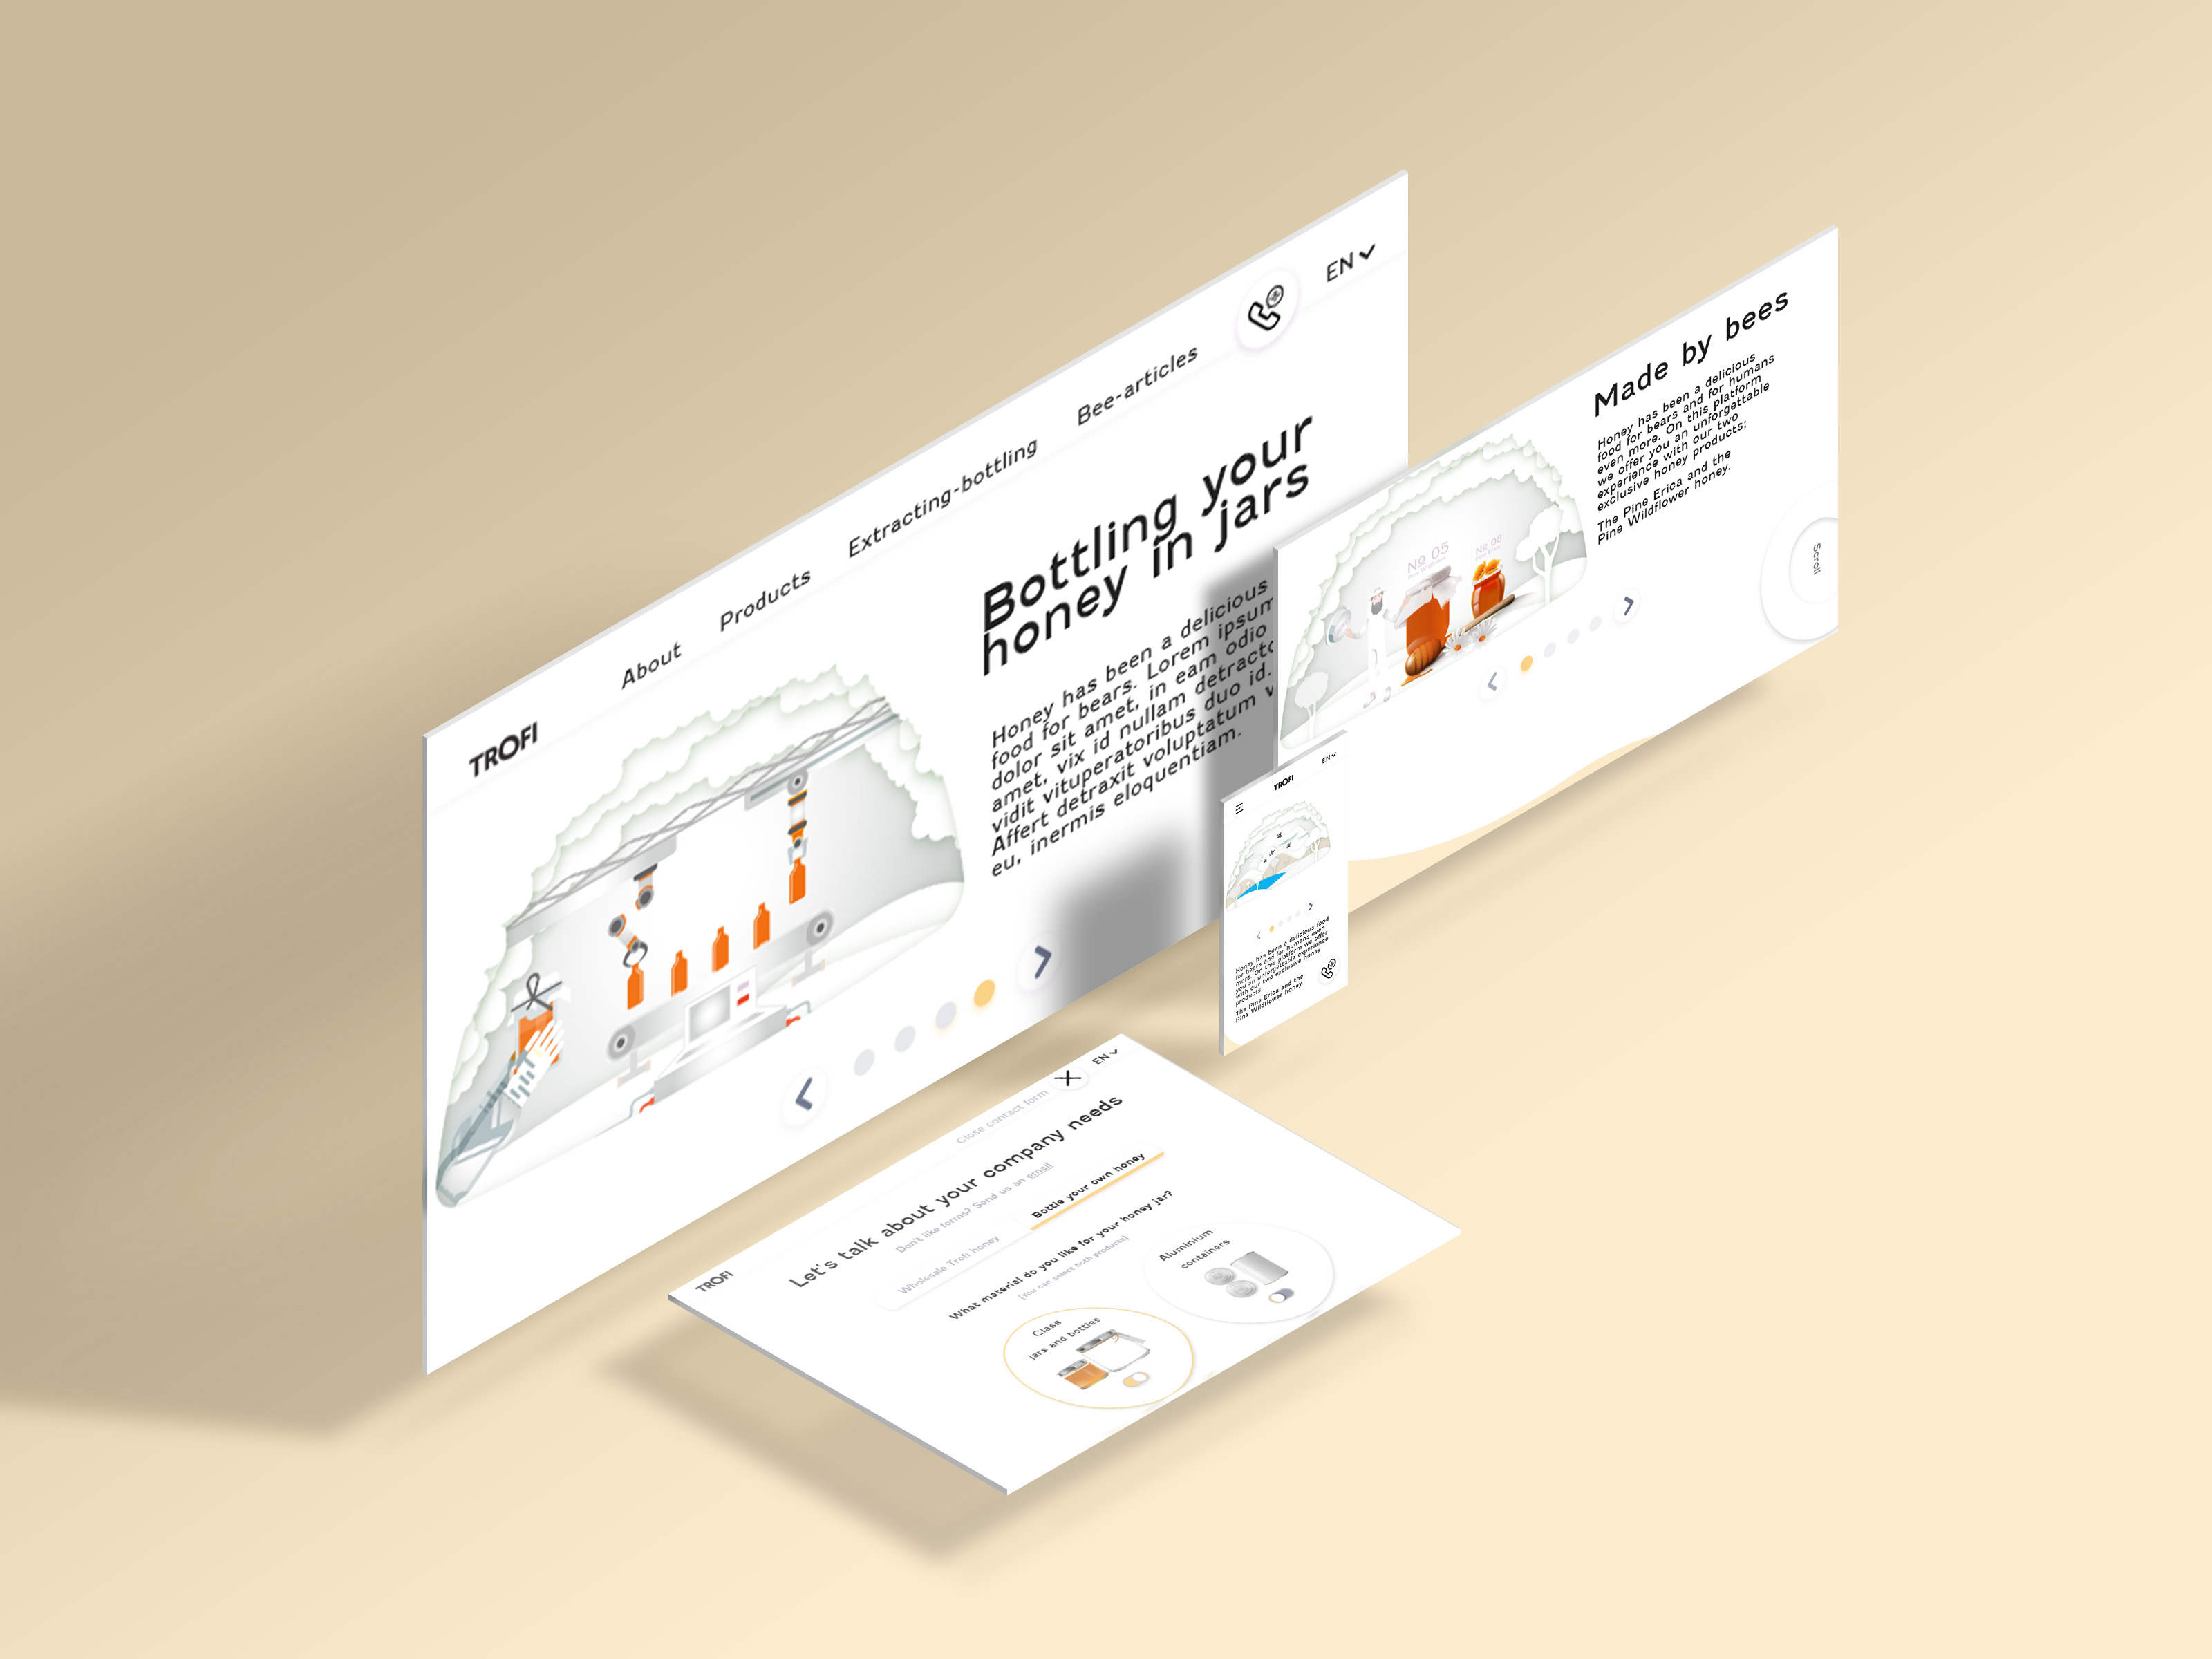 TROFI
About
Products
Extracting-bottling
Bee-articles
EN
Bottling your
honey in jars
Honey has been a delicious
food for bears. Lorem ipsum
dolor sit amet, in eam odio
amet, vix id nullam detracto
vidit vituperatoribus duo id.
Affert detraxit voluptatum v
eu, inermis eloquentiam.
Made by bees
Honey has been a delicious
food for bears and for humans
even more. On this platform
we offer you an unforgettable
experience with our two
exclusive honey products;
The Pine Erica and the
Pine Wildflower honey.
No 05
No 08
Scroll
TROFI
EN
Honey has been a delicious food
for bears and for humans even
more. On this platform we offer
you an unforgettable experience
with our two exclusive honey
products;
The Pine Erica and the
Pine Wildflower honey.
TROFI
Close contact form
EN
Let's talk about your company needs
Don't like forms? Send us an email
Wholesale Trofi honey
Bottle your own honey
What material do you like for your honey jar?
(You can select both products)
Class
jars and bottles
Aluminium
containers